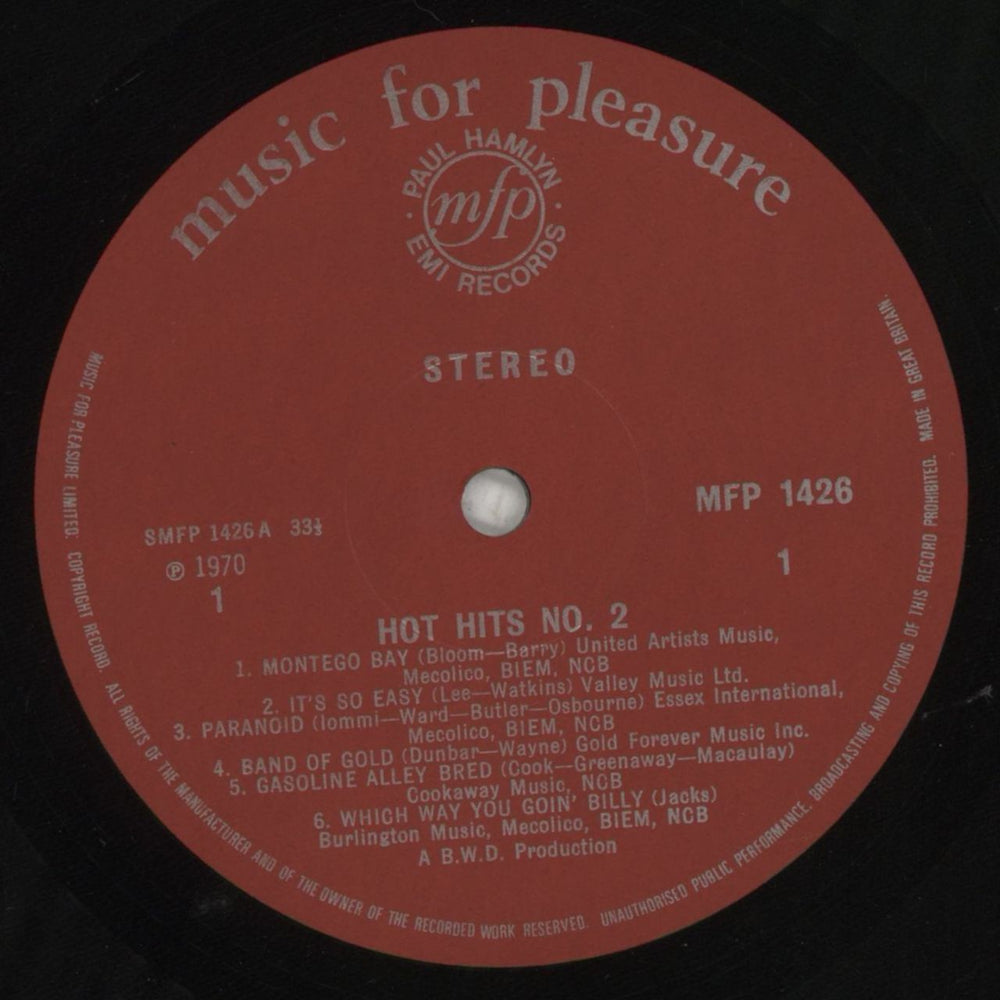 music for pleasure
PAUL HAMLYN
mfp
EMI RECORDS
STEREO
SMFP 1426 A 33⅓
℗ 1970
1
MFP 1426
1
HOT HITS NO. 2
1. MONTEGO BAY (Bloom—Barry) United Artists Music,
Mecolico, BIEM, NCB
2. IT'S SO EASY (Lee—Watkins) Valley Music Ltd.
3. PARANOID (Iommi—Ward—Butler—Osbourne) Essex International,
Mecolico, BIEM, NCB
4. BAND OF GOLD (Dunbar—Wayne) Gold Forever Music Inc.
5. GASOLINE ALLEY BRED (Cook—Greenaway—Macaulay)
Cookaway Music, NCB
6. WHICH WAY YOU GOIN' BILLY (Jacks)
Burlington Music, Mecolico, BIEM, NCB
A B.W.D. Production
MUSIC FOR PLEASURE LIMITED. COPYRIGHT RECORD. ALL RIGHTS OF THE MANUFACTURER AND OF THE OWNER OF THE RECORDED WORK RESERVED. UNAUTHORISED PUBLIC PERFORMANCE, BROADCASTING AND COPYING OF THIS RECORD PROHIBITED. MADE IN GREAT BRITAIN.